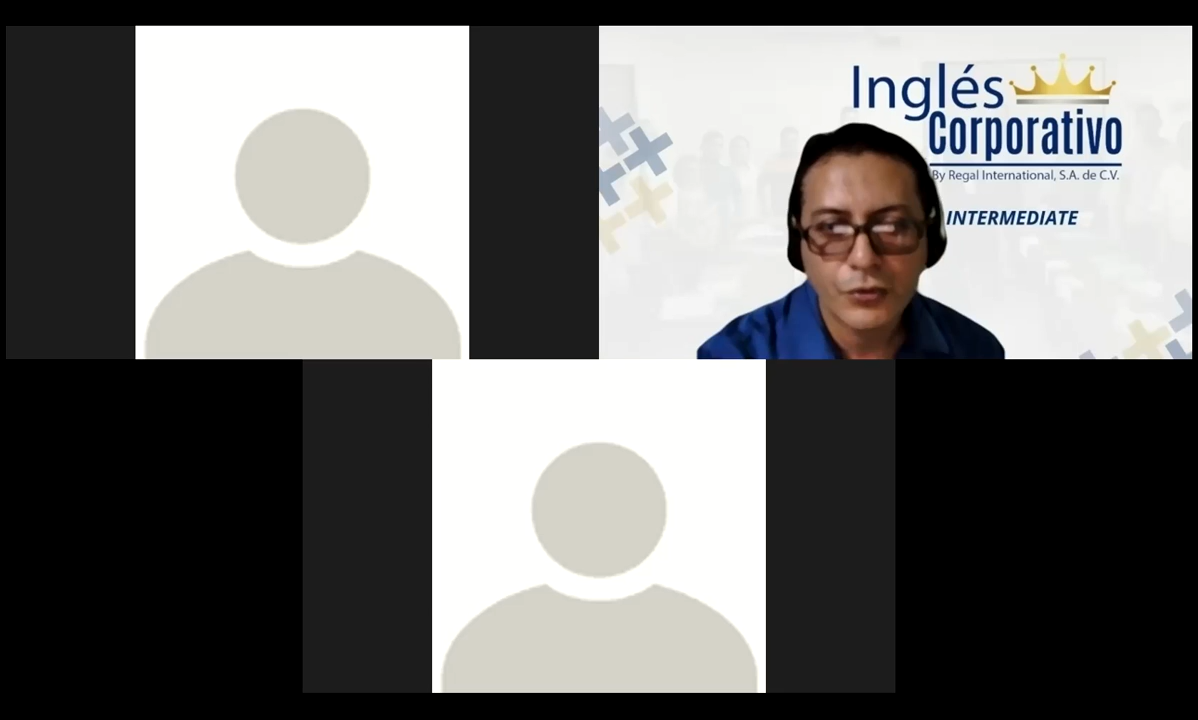 Inglés
Corporativo
By Regal International, S.A. de C.V.
INTERMEDIATE